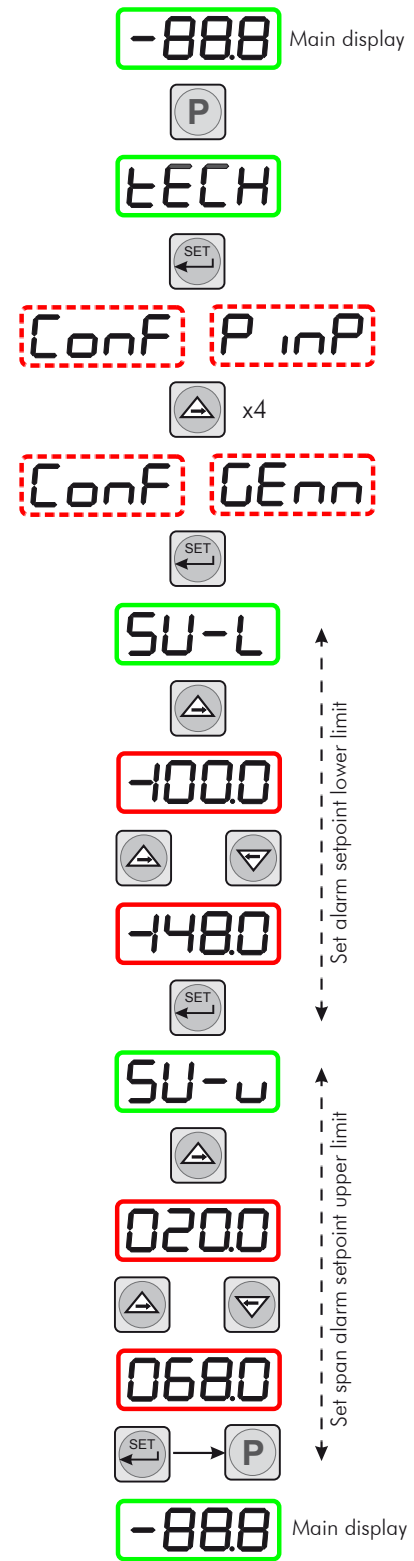 -88.8 Main display
P
tECH
SET
ConF P inP
x4
ConF GEnn
SET
SU-L
-100.0
-148.0
SET
Set alarm setpoint lower limit
SU-u
020.0
068.0
SET P
Set span alarm setpoint upper limit
-88.8 Main display